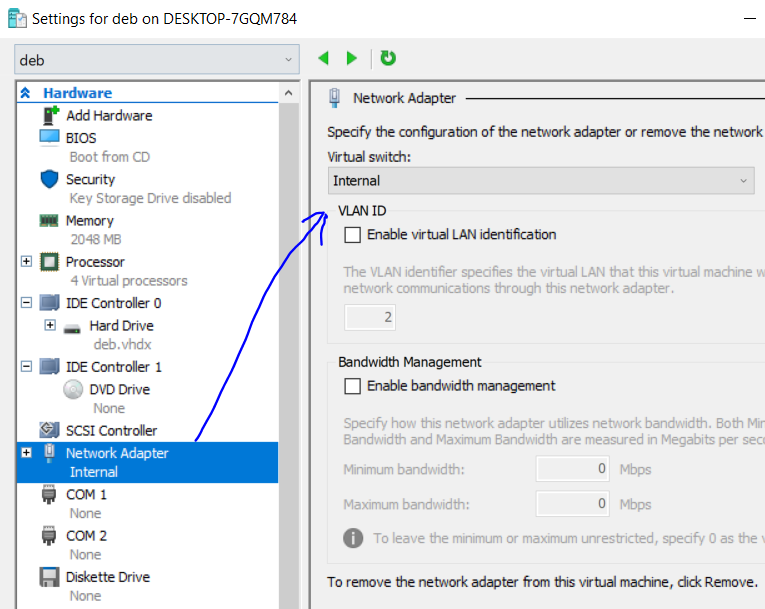 Settings for deb on DESKTOP-7GQM784
deb
Hardware
Add Hardware
BIOS
Boot from CD
Security
Key Storage Drive disabled
Memory
2048 MB
Processor
4 Virtual processors
IDE Controller 0
Hard Drive
deb.vhdx
IDE Controller 1
DVD Drive
None
SCSI Controller
Network Adapter
Internal
COM 1
None
COM 2
None
Diskette Drive
None
Network Adapter
Specify the configuration of the network adapter or remove the network
Virtual switch:
Internal
VLAN ID
Enable virtual LAN identification
The VLAN identifier specifies the virtual LAN that this virtual machine w
network communications through this network adapter.
2
Bandwidth Management
Enable bandwidth management
Specify how this network adapter utilizes network bandwidth. Both Min
Bandwidth and Maximum Bandwidth are measured in Megabits per seco
Minimum bandwidth: 0 Mbps
Maximum bandwidth: 0 Mbps
To leave the minimum or maximum unrestricted, specify 0 as the v
To remove the network adapter from this virtual machine, click Remove.